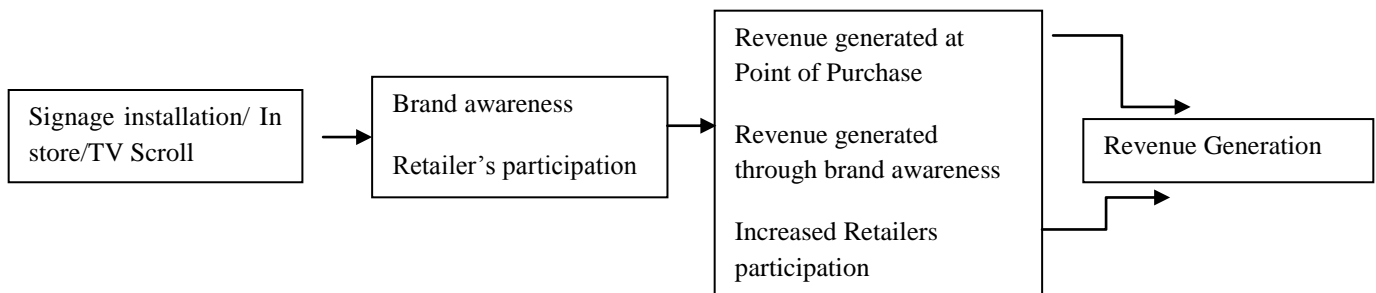 Signage installation/ In
store/TV Scroll
Brand awareness
Retailer’s participation
Revenue generated at
Point of Purchase
Revenue generated
through brand awareness
Increased Retailers
participation
Revenue Generation